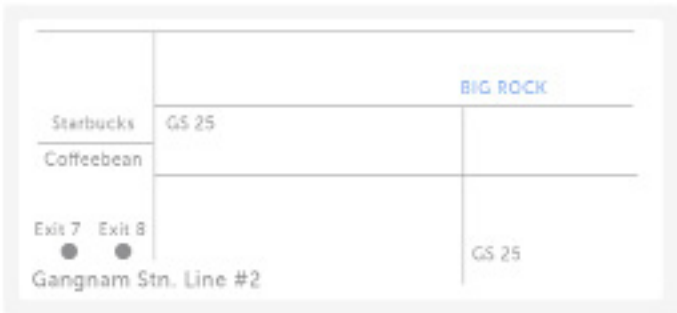 BIG ROCK
Starbucks GS 25
Coffeebean
Exit 7 Exit 8
GS 25
Gangnam Stn. Line #2